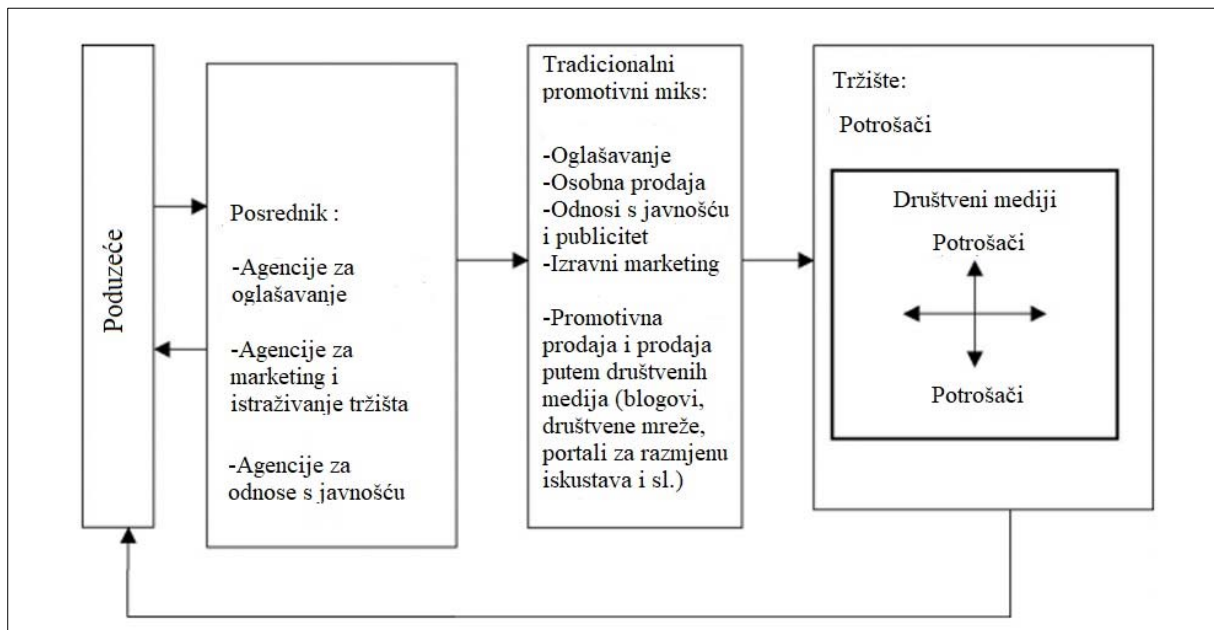 Poduzeće
Posrednik :
-Agencije za
oglašavanje
-Agencije za
marketing i
istraživanje tržišta
-Agencije za
odnose s javnošću
Tradicionalni
promotivni miks:
-Oglašavanje
-Osobna prodaja
-Odnosi s javnošću
i publicitet
-Izravni marketing
-Promotivna
prodaja i prodaja
putem društvenih
medija (blogovi,
društvene mreže,
portali za razmjenu
iskustava i sl.)
Tržište:
Potrošači
Društveni mediji
Potrošači
Potrošači